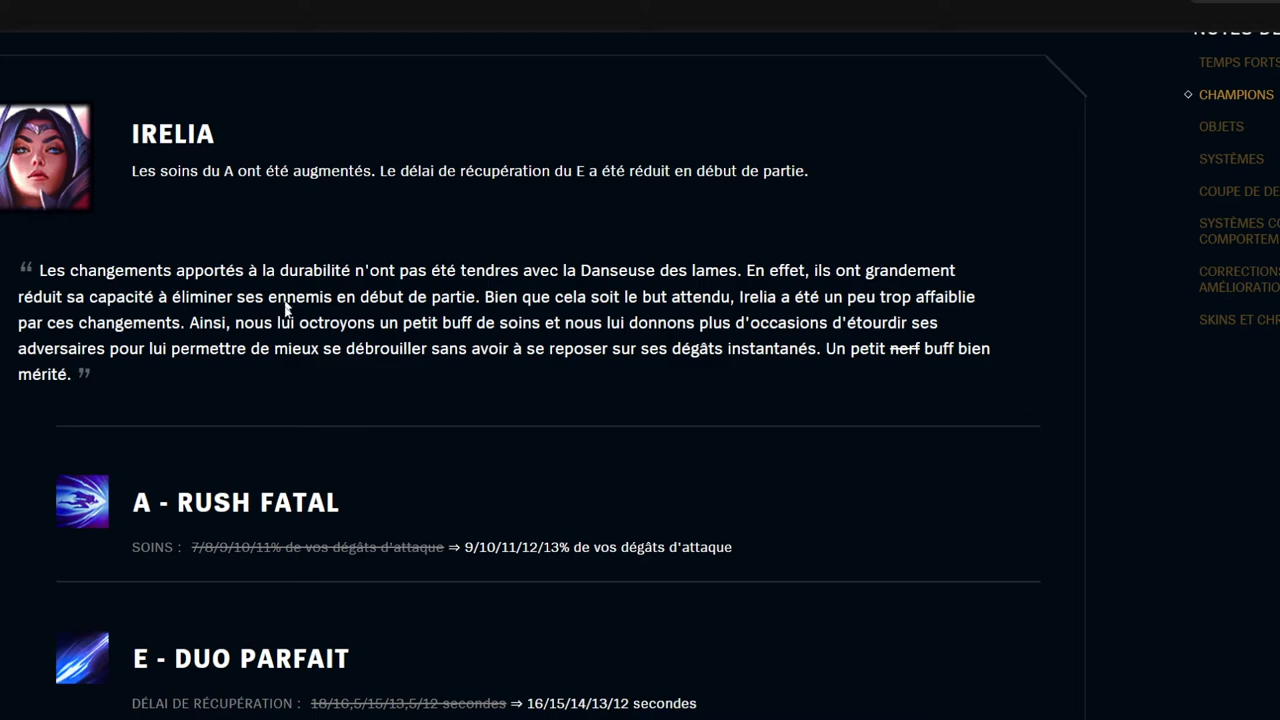 NOTES DE
TEMPS FORTS
IRELIA
CHAMPIONS
OBJETS
Les soins du A ont été augmentés. Le délai de récupération du E a été réduit en début de partie.
SYSTÈMES
COUPE DE DE
SYSTÈMES CO
COMPORTEM
CORRECTIONS
AMÉLIORATIO
SKINS ET CHR
“ Les changements apportés à la durabilité n'ont pas été tendres avec la Danseuse des lames. En effet, ils ont grandement
réduit sa capacité à éliminer ses ennemis en début de partie. Bien que cela soit le but attendu, Irelia a été un peu trop affaiblie
par ces changements. Ainsi, nous lui octroyons un petit buff de soins et nous lui donnons plus d'occasions d'étourdir ses
adversaires pour lui permettre de mieux se débrouiller sans avoir à se reposer sur ses dégâts instantanés. Un petit nerf buff bien
mérité. ”
A - RUSH FATAL
SOINS : 7/8/9/10/11% de vos dégâts d'attaque ⇒ 9/10/11/12/13% de vos dégâts d'attaque
E - DUO PARFAIT
DÉLAI DE RÉCUPÉRATION : 18/16,5/15/13,5/12 secondes ⇒ 16/15/14/13/12 secondes